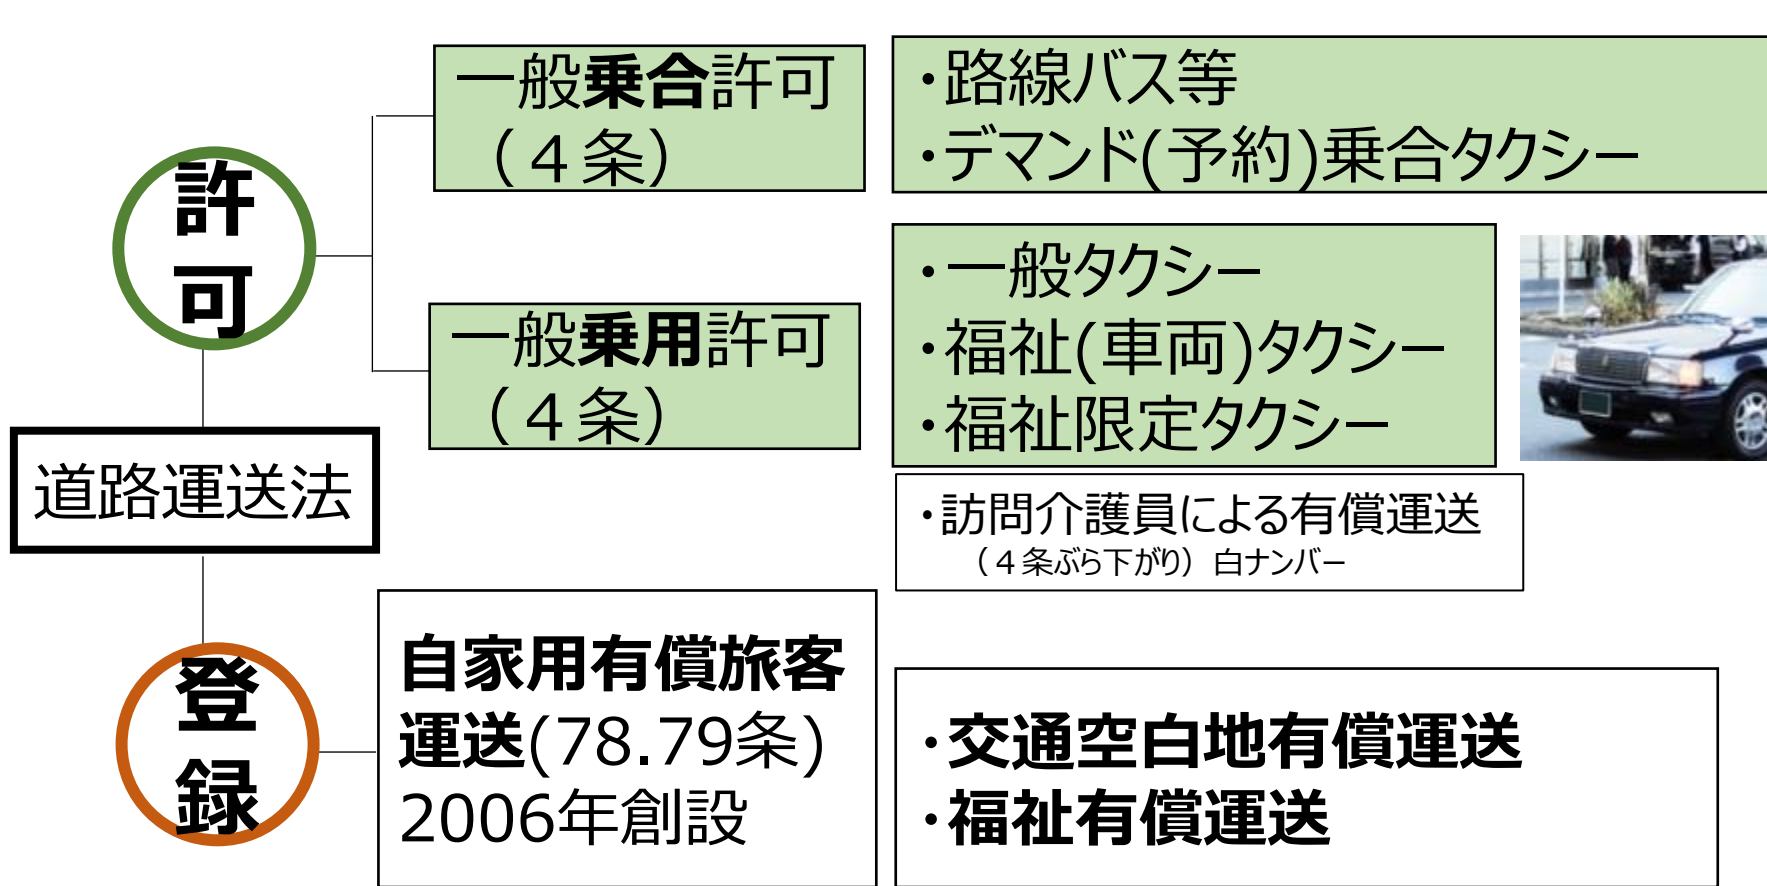 許
可
一般乗合許可
（４条）
・路線バス等
・デマンド(予約)乗合タクシー
一般乗用許可
（４条）
・一般タクシー
・福祉(車両)タクシー
・福祉限定タクシー
・訪問介護員による有償運送
（４条ぶら下がり）白ナンバー
道路運送法
登
録
自家用有償旅客
運送(78.79条)
2006年創設
・交通空白地有償運送
・福祉有償運送